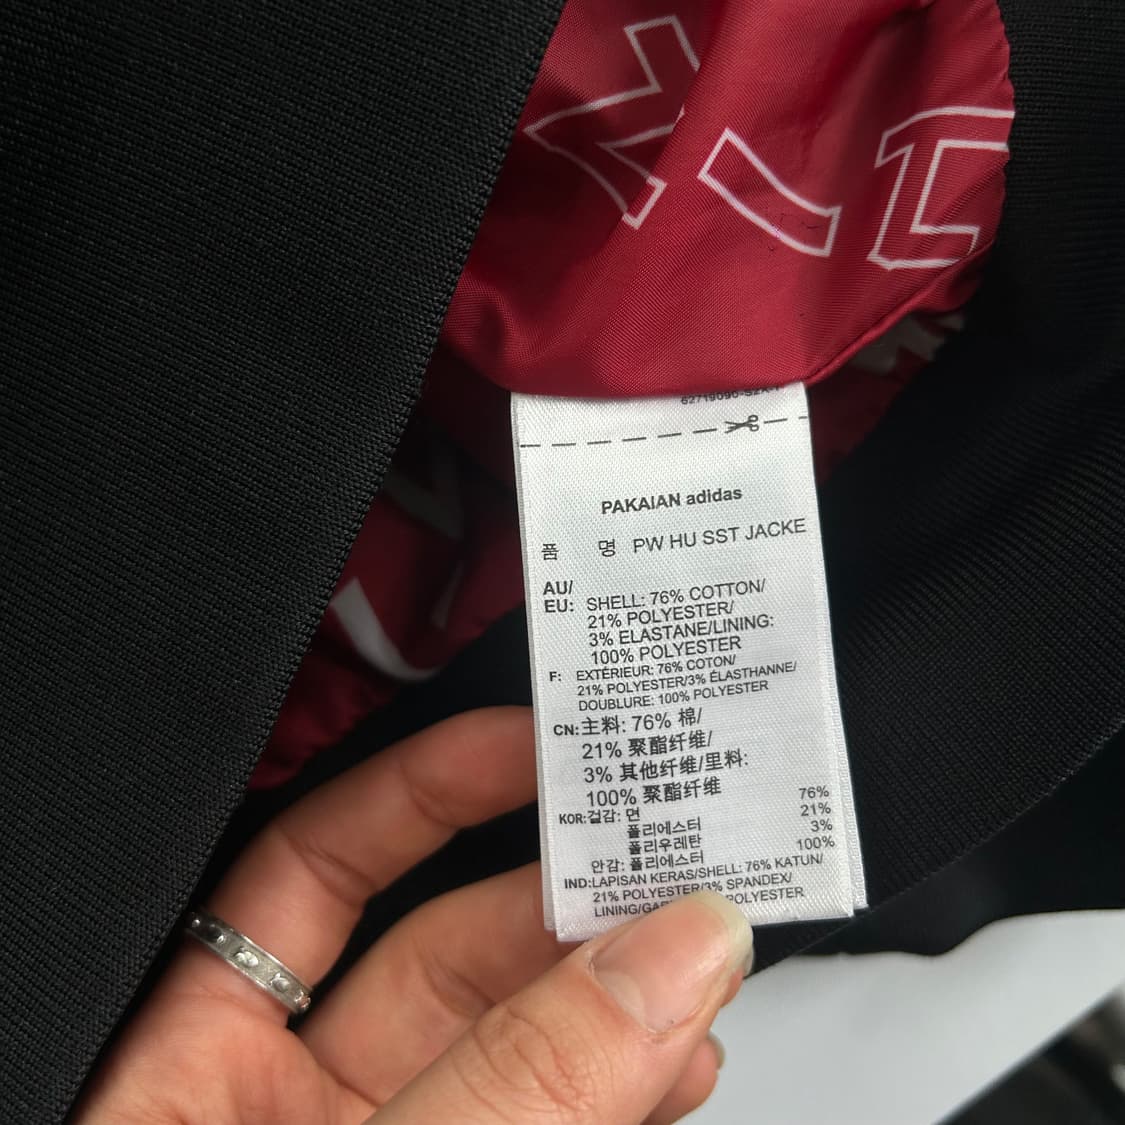 PAKAIAN adidas
품 명 PW HU SST JACKE
AU/
EU: SHELL: 76% COTTON/
21% POLYESTER/
3% ELASTANE/LINING:
100% POLYESTER
F: EXTÉRIEUR: 76% COTON/
21% POLYESTER/3% ÉLASTHANNE/
DOUBLURE: 100% POLYESTER
CN: 主料: 76% 棉/
21% 聚酯纤维/
3% 其他纤维/里料:
100% 聚酯纤维
KOR: 겉감: 면 76%
폴리에스터 21%
폴리우레탄 3%
안감: 폴리에스터 100%
IND: LAPISAN KERAS/SHELL: 76% KATUN/
21% POLYESTER/3% SPANDEX/
LINING/ POLYESTER